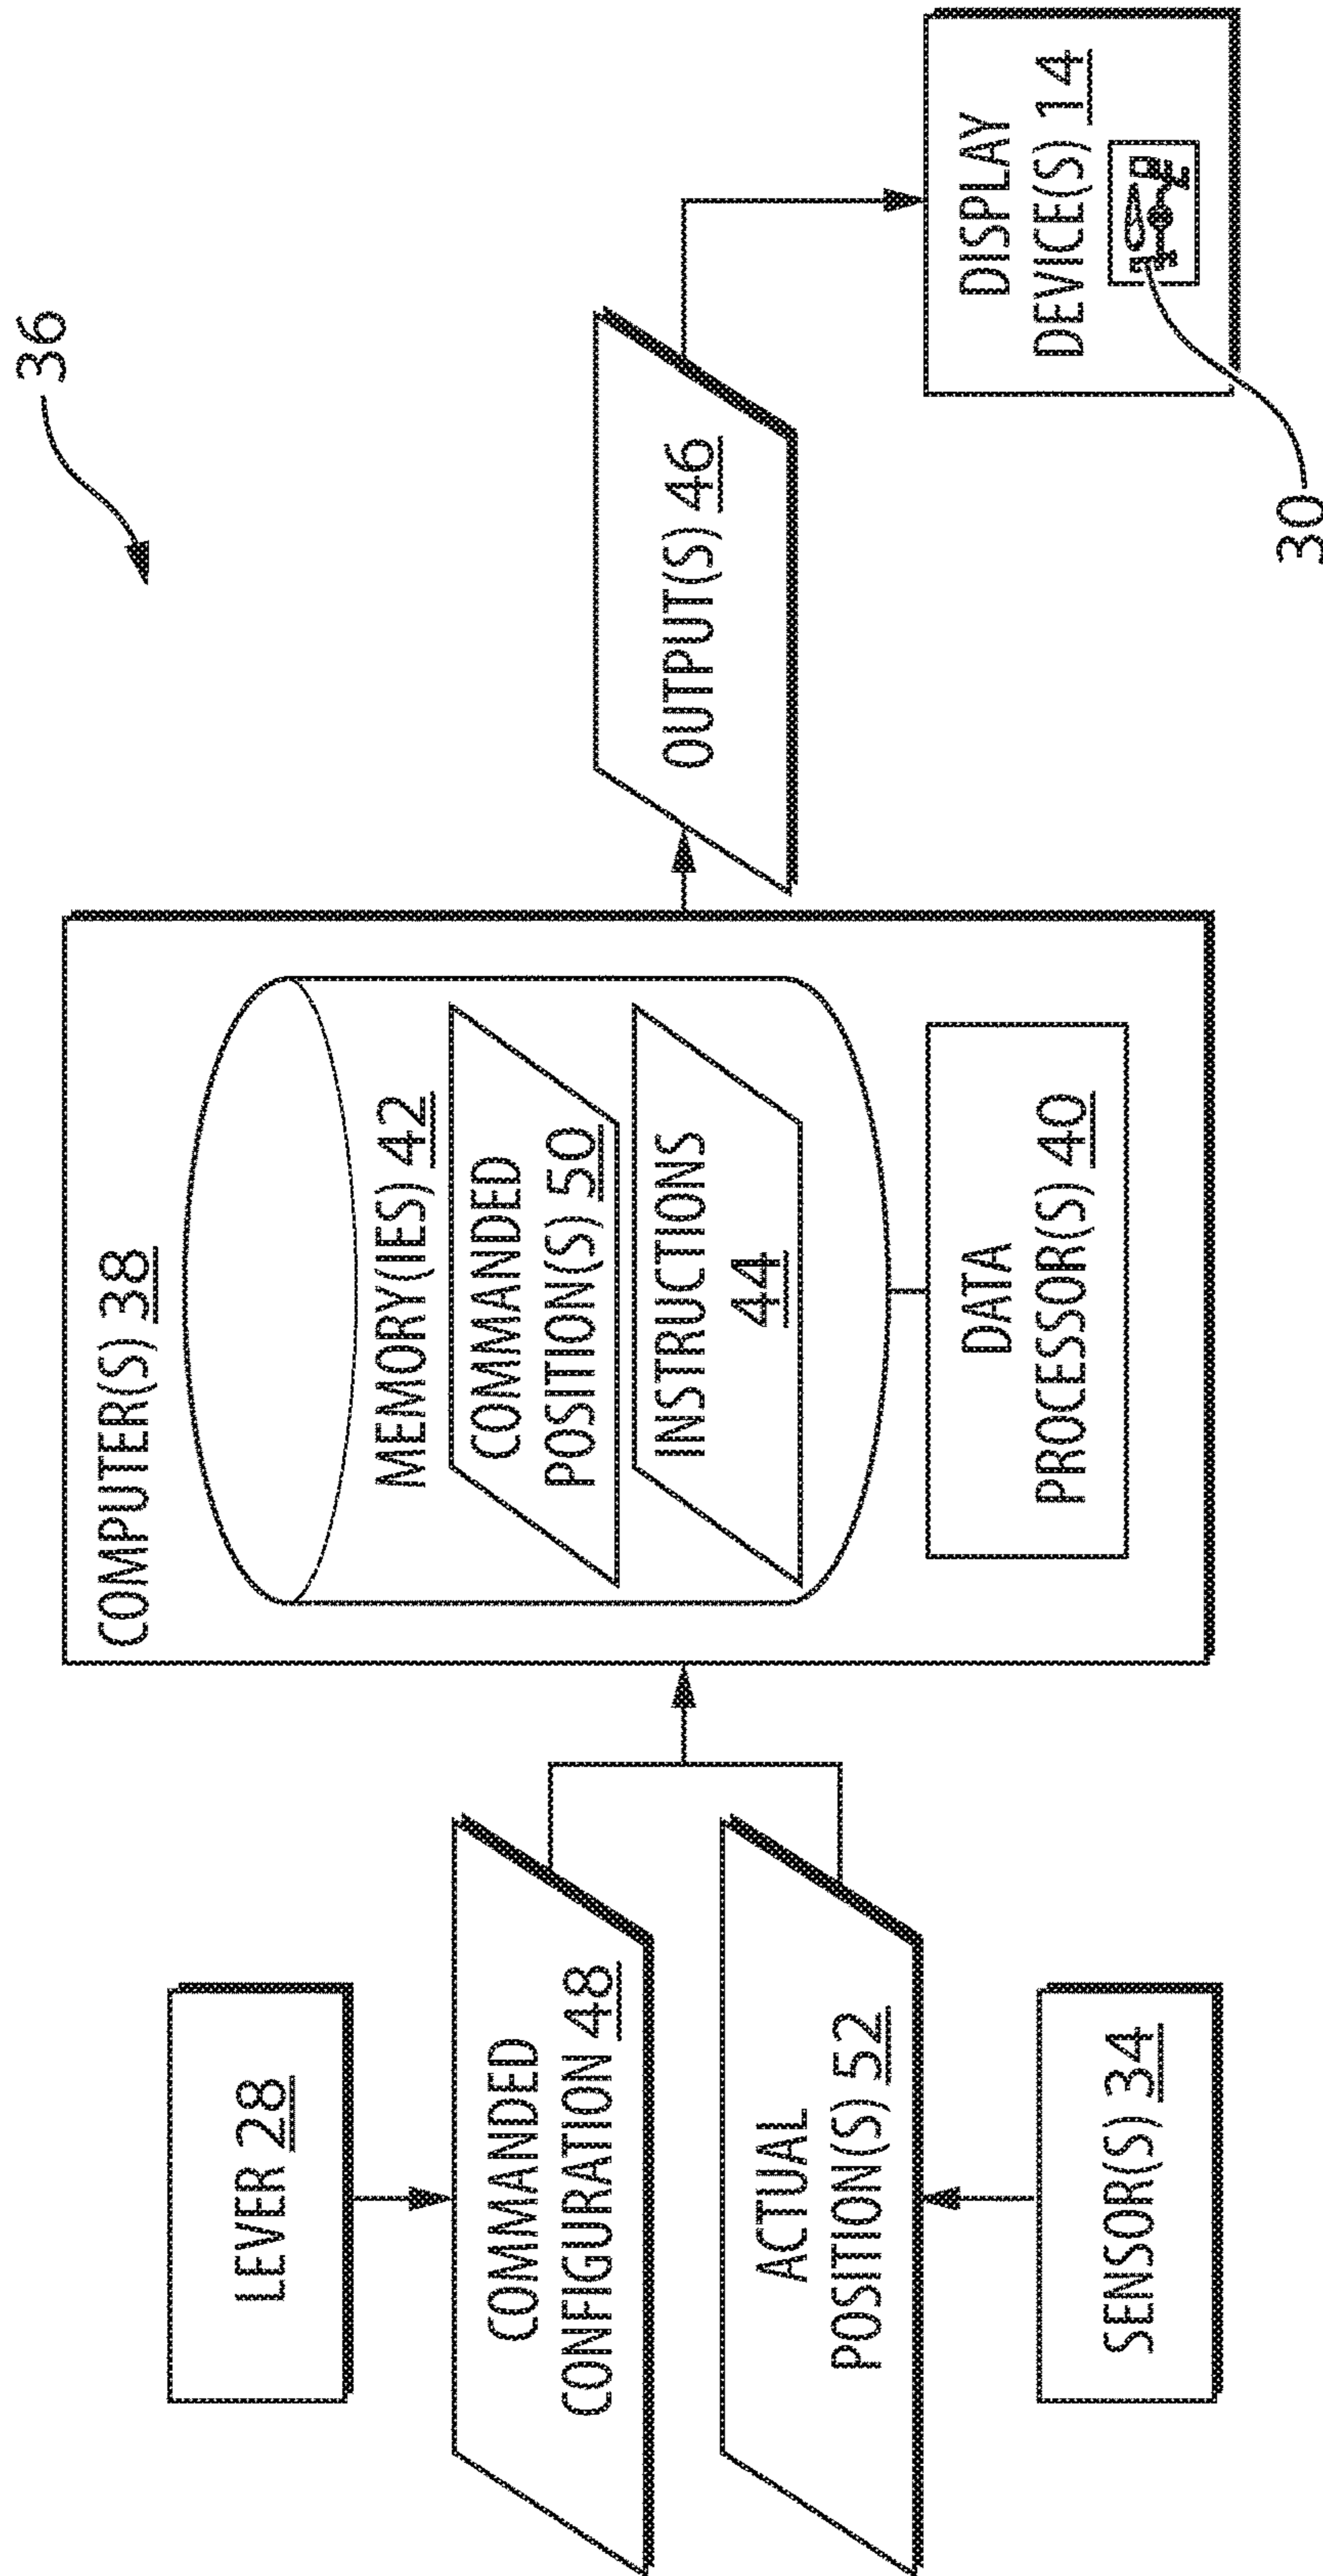 36
LEVER 28
COMMANDED
CONFIGURATION 48
ACTUAL
POSITION(S) 52
SENSOR(S) 34
COMPUTER(S) 38
MEMORY(IES) 42
COMMANDED
POSITION(S) 50
INSTRUCTIONS
44
DATA
PROCESSOR(S) 40
OUTPUT(S) 46
DISPLAY
DEVICE(S) 14
30